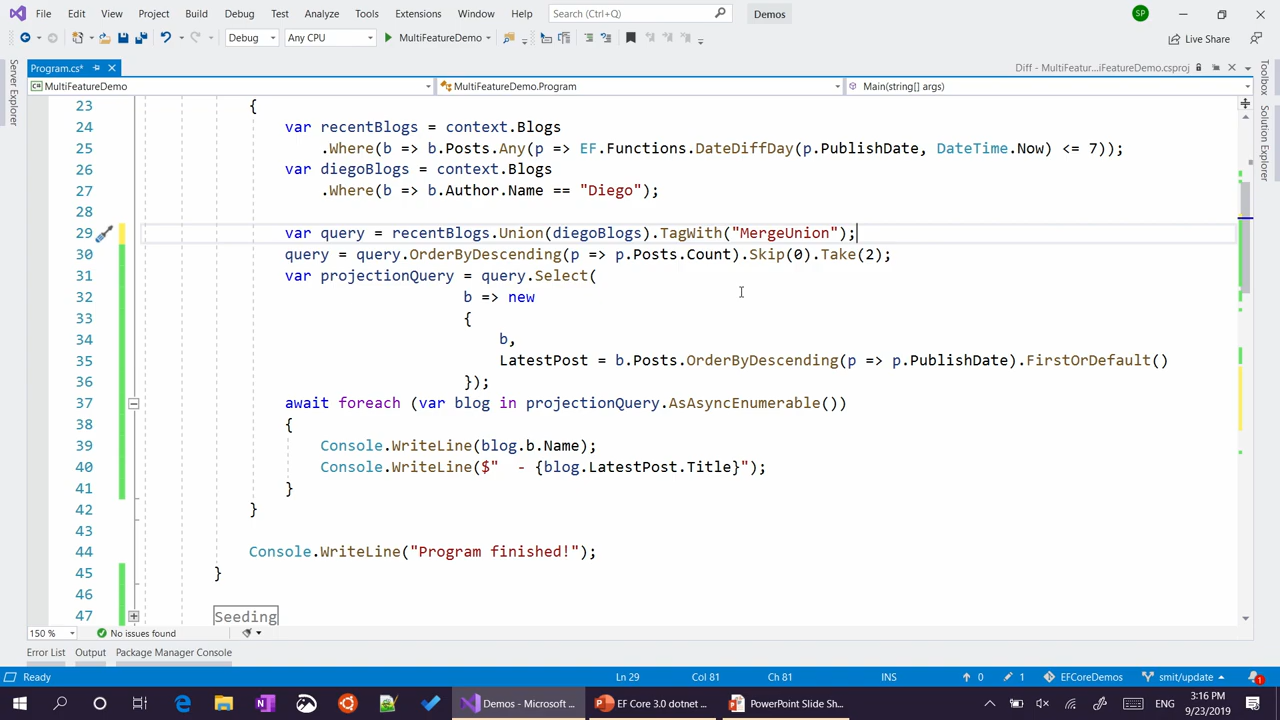 File Edit View Project Build Debug Test Analyze Tools Extensions Window Help Search (Ctrl+Q) Demos SP
Debug Any CPU MultiFeatureDemo Live Share
Program.cs* Diff - MultiFeatur...iFeatureDemo.csproj
MultiFeatureDemo MultiFeatureDemo.Program Main(string[] args)
Server Explorer
Toolbox
Solution Explorer
23 {
24 var recentBlogs = context.Blogs
25 .Where(b => b.Posts.Any(p => EF.Functions.DateDiffDay(p.PublishDate, DateTime.Now) <= 7));
26 var diegoBlogs = context.Blogs
27 .Where(b => b.Author.Name == "Diego");
28
29 var query = recentBlogs.Union(diegoBlogs).TagWith("MergeUnion");
30 query = query.OrderByDescending(p => p.Posts.Count).Skip(0).Take(2);
31 var projectionQuery = query.Select(
32 b => new
33 {
34 b,
35 LatestPost = b.Posts.OrderByDescending(p => p.PublishDate).FirstOrDefault()
36 });
37 await foreach (var blog in projectionQuery.AsAsyncEnumerable())
38 {
39 Console.WriteLine(blog.b.Name);
40 Console.WriteLine($"  - {blog.LatestPost.Title}");
41 }
42 }
43
44 Console.WriteLine("Program finished!");
45 }
46
47 Seeding
150 % No issues found
Error List Output Package Manager Console
Ready Ln 29 Col 81 Ch 81 INS 0 1 EFCoreDemos smit/update 1
Demos - Microsoft ... EF Core 3.0 dotnet ... PowerPoint Slide Sh... ENG 3:16 PM
9/23/2019